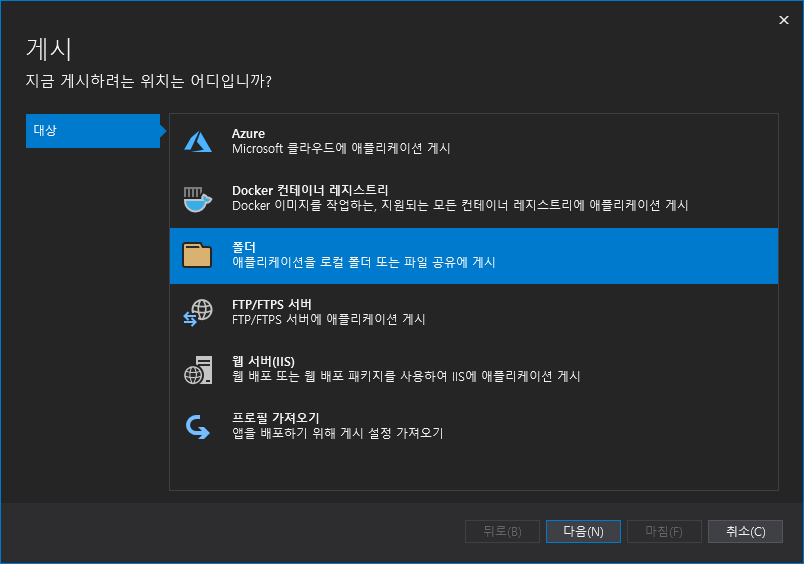 게시
지금 게시하려는 위치는 어디입니까?
대상
Azure
Microsoft 클라우드에 애플리케이션 게시
Docker 컨테이너 레지스트리
Docker 이미지를 작업하는, 지원되는 모든 컨테이너 레지스트리에 애플리케이션 게시
폴더
애플리케이션을 로컬 폴더 또는 파일 공유에 게시
FTP/FTPS 서버
FTP/FTPS 서버에 애플리케이션 게시
웹 서버(IIS)
웹 배포 또는 웹 배포 패키지를 사용하여 IIS에 애플리케이션 게시
프로필 가져오기
앱을 배포하기 위해 게시 설정 가져오기
뒤로(B) 다음(N) 마침(F) 취소(C)